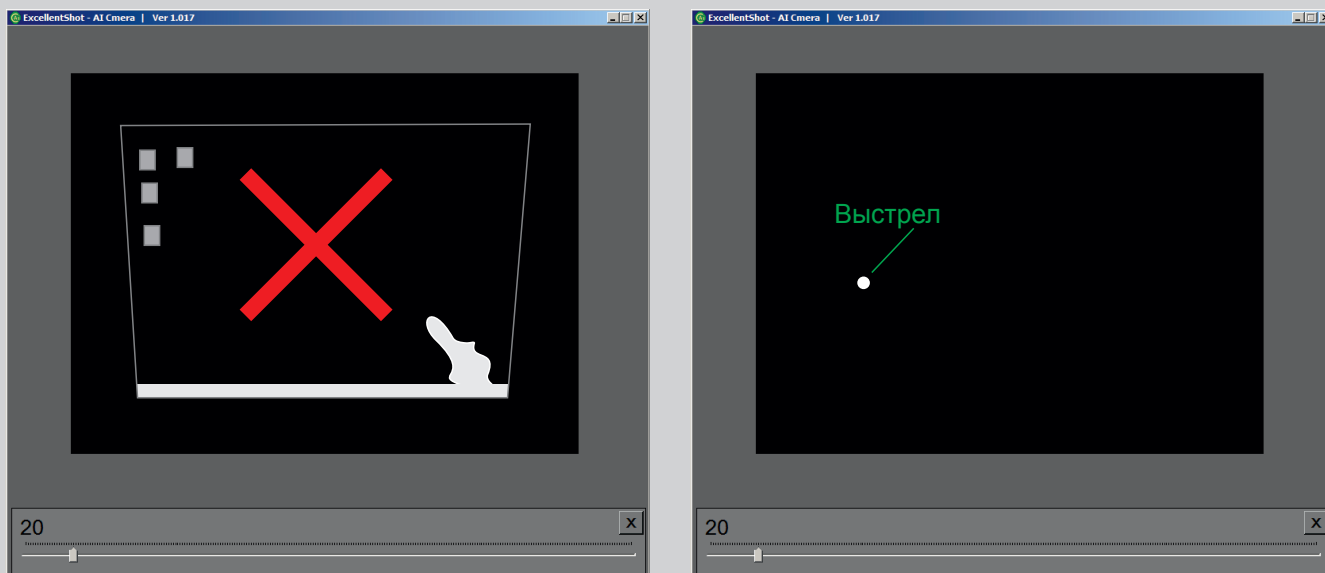 ExcellentShot - AI Cmera | Ver 1.017
20
X
ExcellentShot - AI Cmera | Ver 1.017
Выстрел
20
X